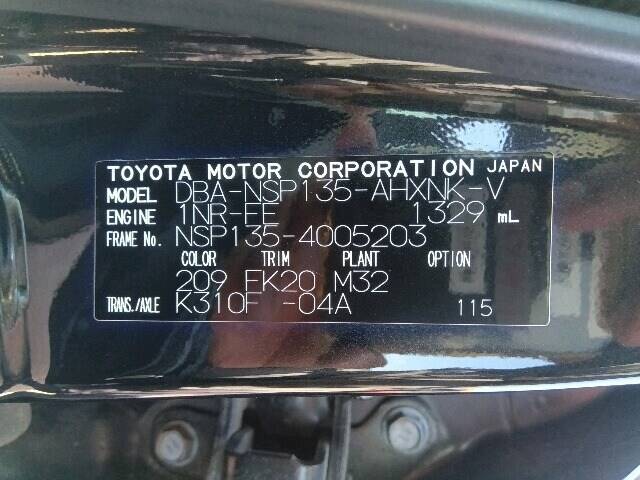 TOYOTA MOTOR CORPORATION JAPAN
MODEL DBA-NSP135-AHXNK-V
ENGINE 1NR-FE 1329 mL
FRAME No. NSP135-4005203
COLOR TRIM PLANT OPTION
209 FK20 M32
TRANS./AXLE K310F -04A 115